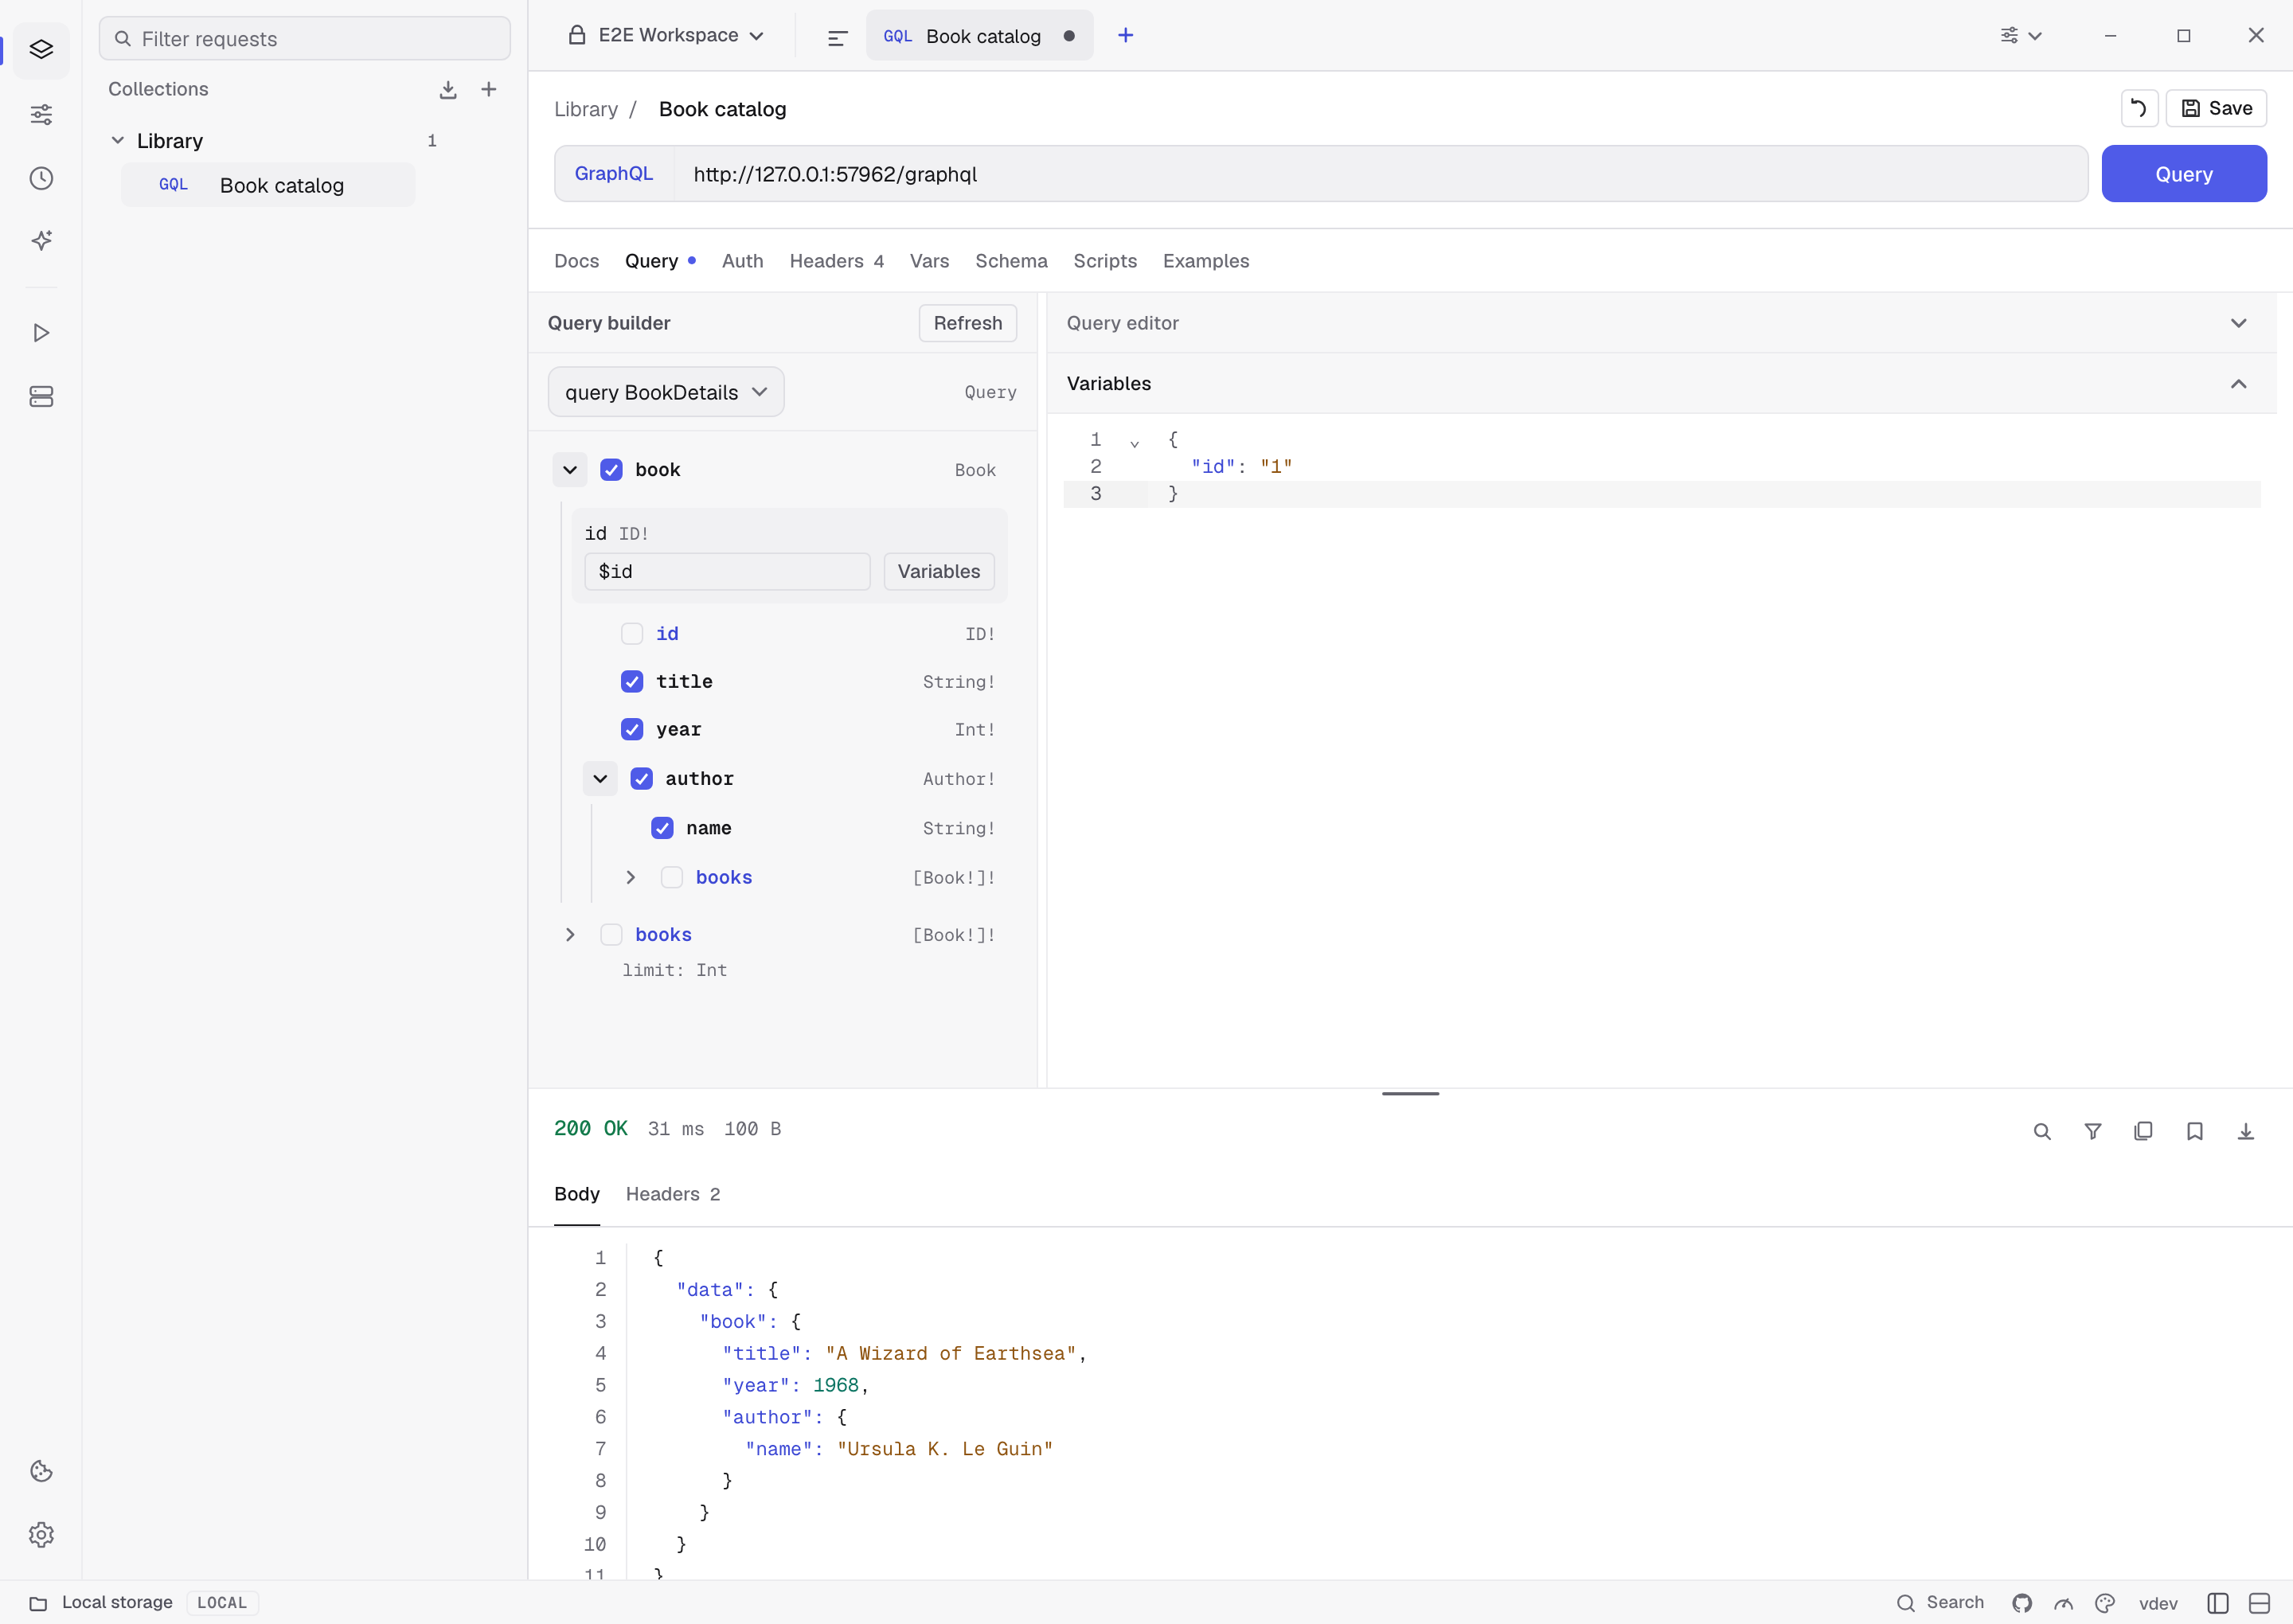 Filter requests
Collections
Library 1
GQL Book catalog
E2E Workspace
GQL Book catalog
Library / Book catalog
Save
GraphQL http://127.0.0.1:57962/graphql
Query
Docs Query Auth Headers 4 Vars Schema Scripts Examples
Query builder
Refresh
query BookDetails
Query
book Book
id ID!
$id
Variables
id ID!
title String!
year Int!
author Author!
name String!
books [Book!]!
books [Book!]!
limit: Int
Query editor
Variables
1 {
2 "id": "1"
3 }
200 OK 31 ms 100 B
Body Headers 2
1 {
2 "data": {
3 "book": {
4 "title": "A Wizard of Earthsea",
5 "year": 1968,
6 "author": {
7 "name": "Ursula K. Le Guin"
8 }
9 }
10 }
11 }
Local storage LOCAL
Search
vdev